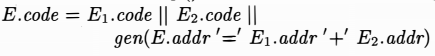 E.code = E₁.code || E₂.code ||
gen(E.addr '=' E₁.addr '+' E₂.addr)